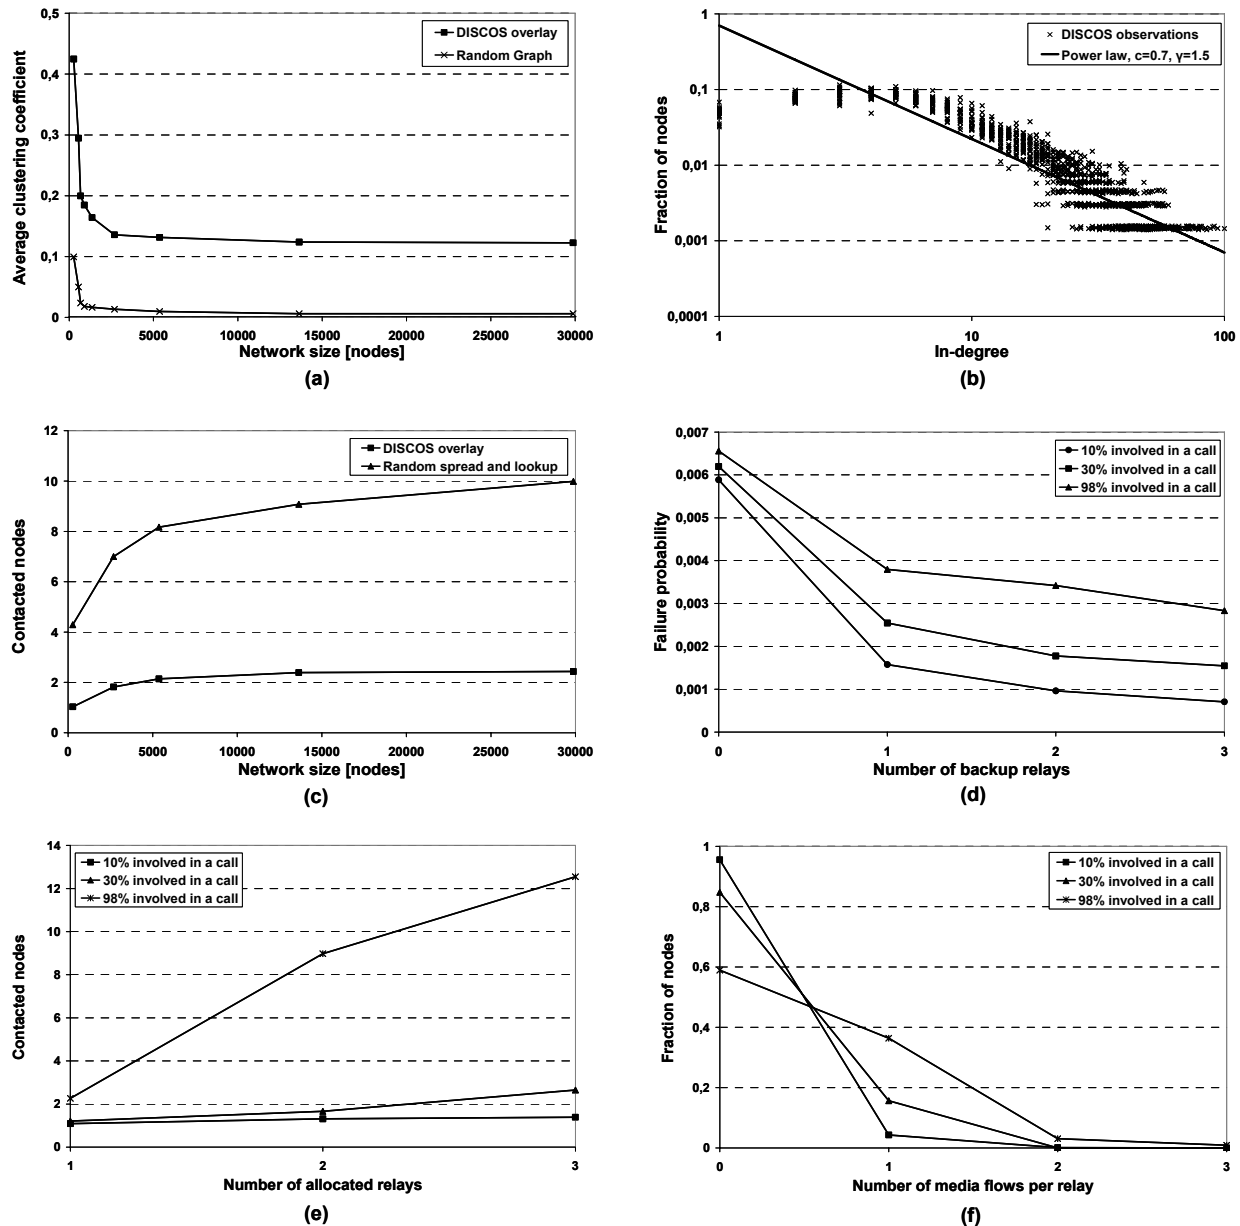 0,5
0,4
0,3
0,2
0,1
0
Average clustering coefficient
DISCOS overlay
Random Graph
0 5000 10000 15000 20000 25000 30000
Network size [nodes]
(a)
1
0,1
0,01
0,001
0,0001
Fraction of nodes
DISCOS observations
Power law, c=0.7, γ=1.5
1 10 100
In-degree
(b)
12
10
8
6
4
2
0
Contacted nodes
DISCOS overlay
Random spread and lookup
0 5000 10000 15000 20000 25000 30000
Network size [nodes]
(c)
0,007
0,006
0,005
0,004
0,003
0,002
0,001
0
Failure probability
10% involved in a call
30% involved in a call
98% involved in a call
0 1 2 3
Number of backup relays
(d)
14
12
10
8
6
4
2
0
Contacted nodes
10% involved in a call
30% involved in a call
98% involved in a call
1 2 3
Number of allocated relays
(e)
1
0,8
0,6
0,4
0,2
0
Fraction of nodes
10% involved in a call
30% involved in a call
98% involved in a call
0 1 2 3
Number of media flows per relay
(f)